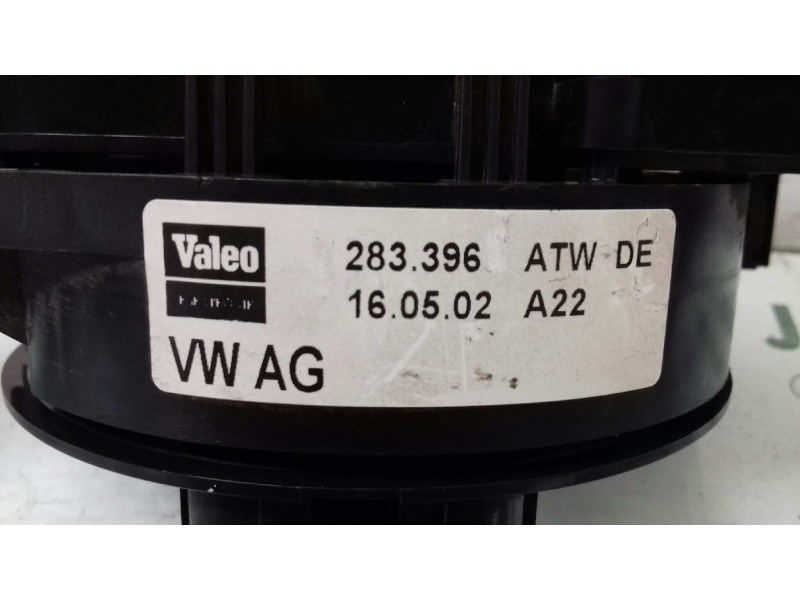 Valeo 283.396 ATW DE
16.05.02 A22
VW AG